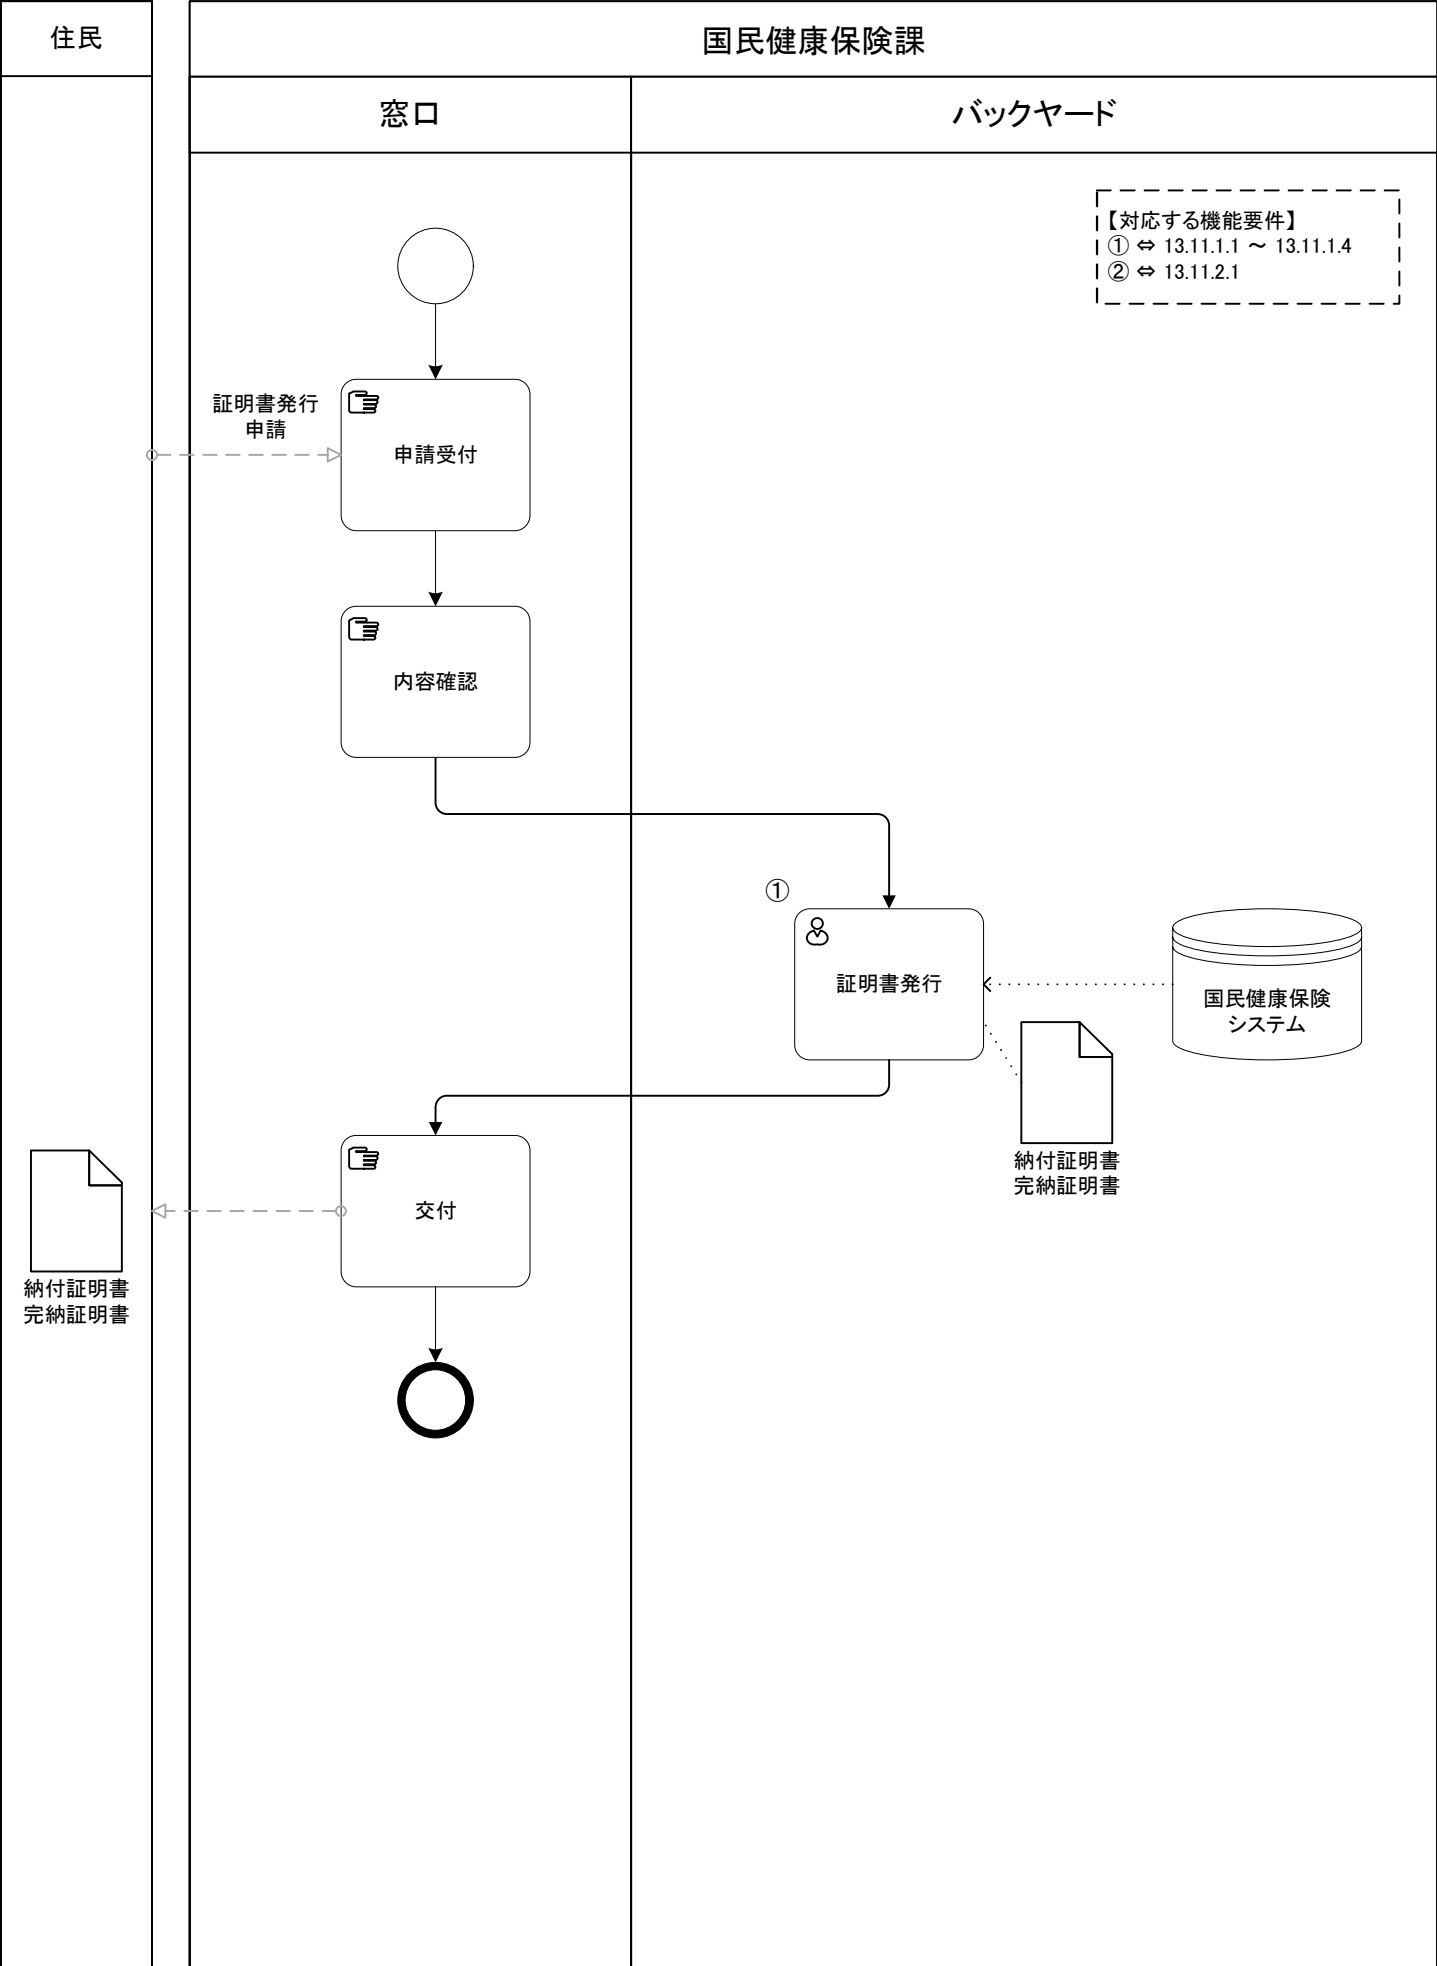 住民
国民健康保険課
窓口
バックヤード
【対応する機能要件】
① ⇔ 13.11.1.1 ～ 13.11.1.4
② ⇔ 13.11.2.1
証明書発行
申請
申請受付
内容確認
①
証明書発行
国民健康保険
システム
納付証明書
完納証明書
交付
納付証明書
完納証明書